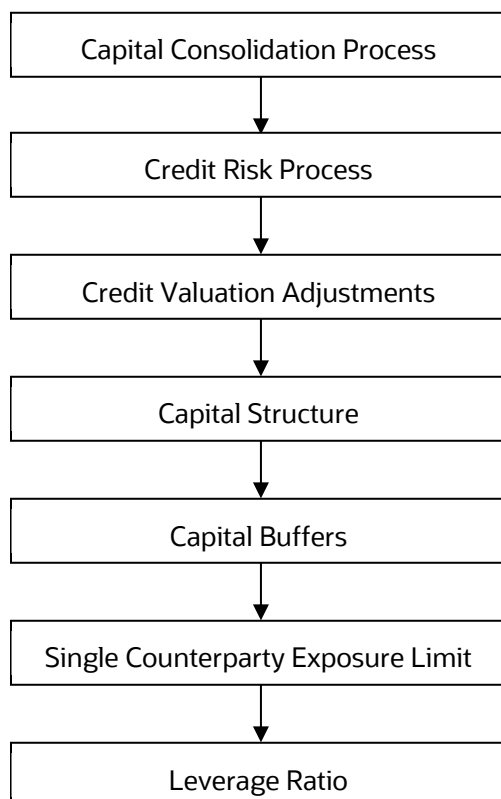 Capital Consolidation Process
Credit Risk Process
Credit Valuation Adjustments
Capital Structure
Capital Buffers
Single Counterparty Exposure Limit
Leverage Ratio